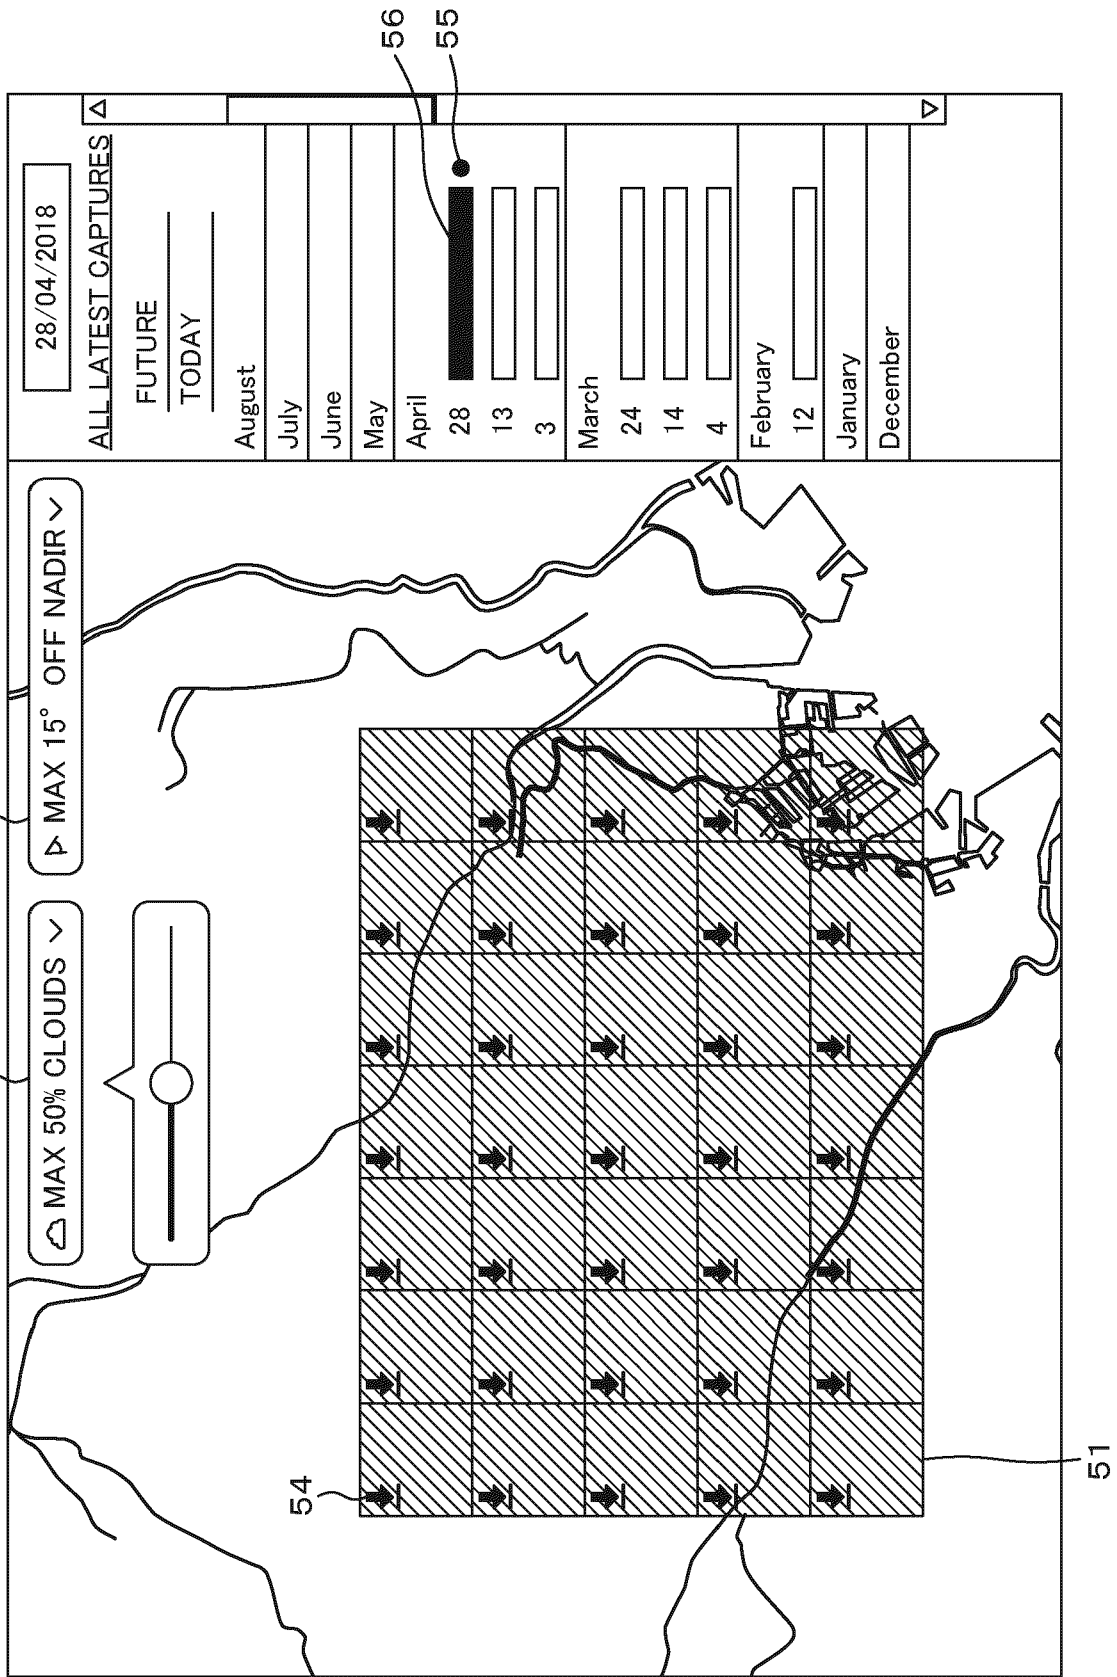 MAX 50% CLOUDS
MAX 15° OFF NADIR
28/04/2018
ALL LATEST CAPTURES
FUTURE
TODAY
August
July
June
May
April
28
13
3
March
24
14
4
February
12
January
December
56
55
54
51